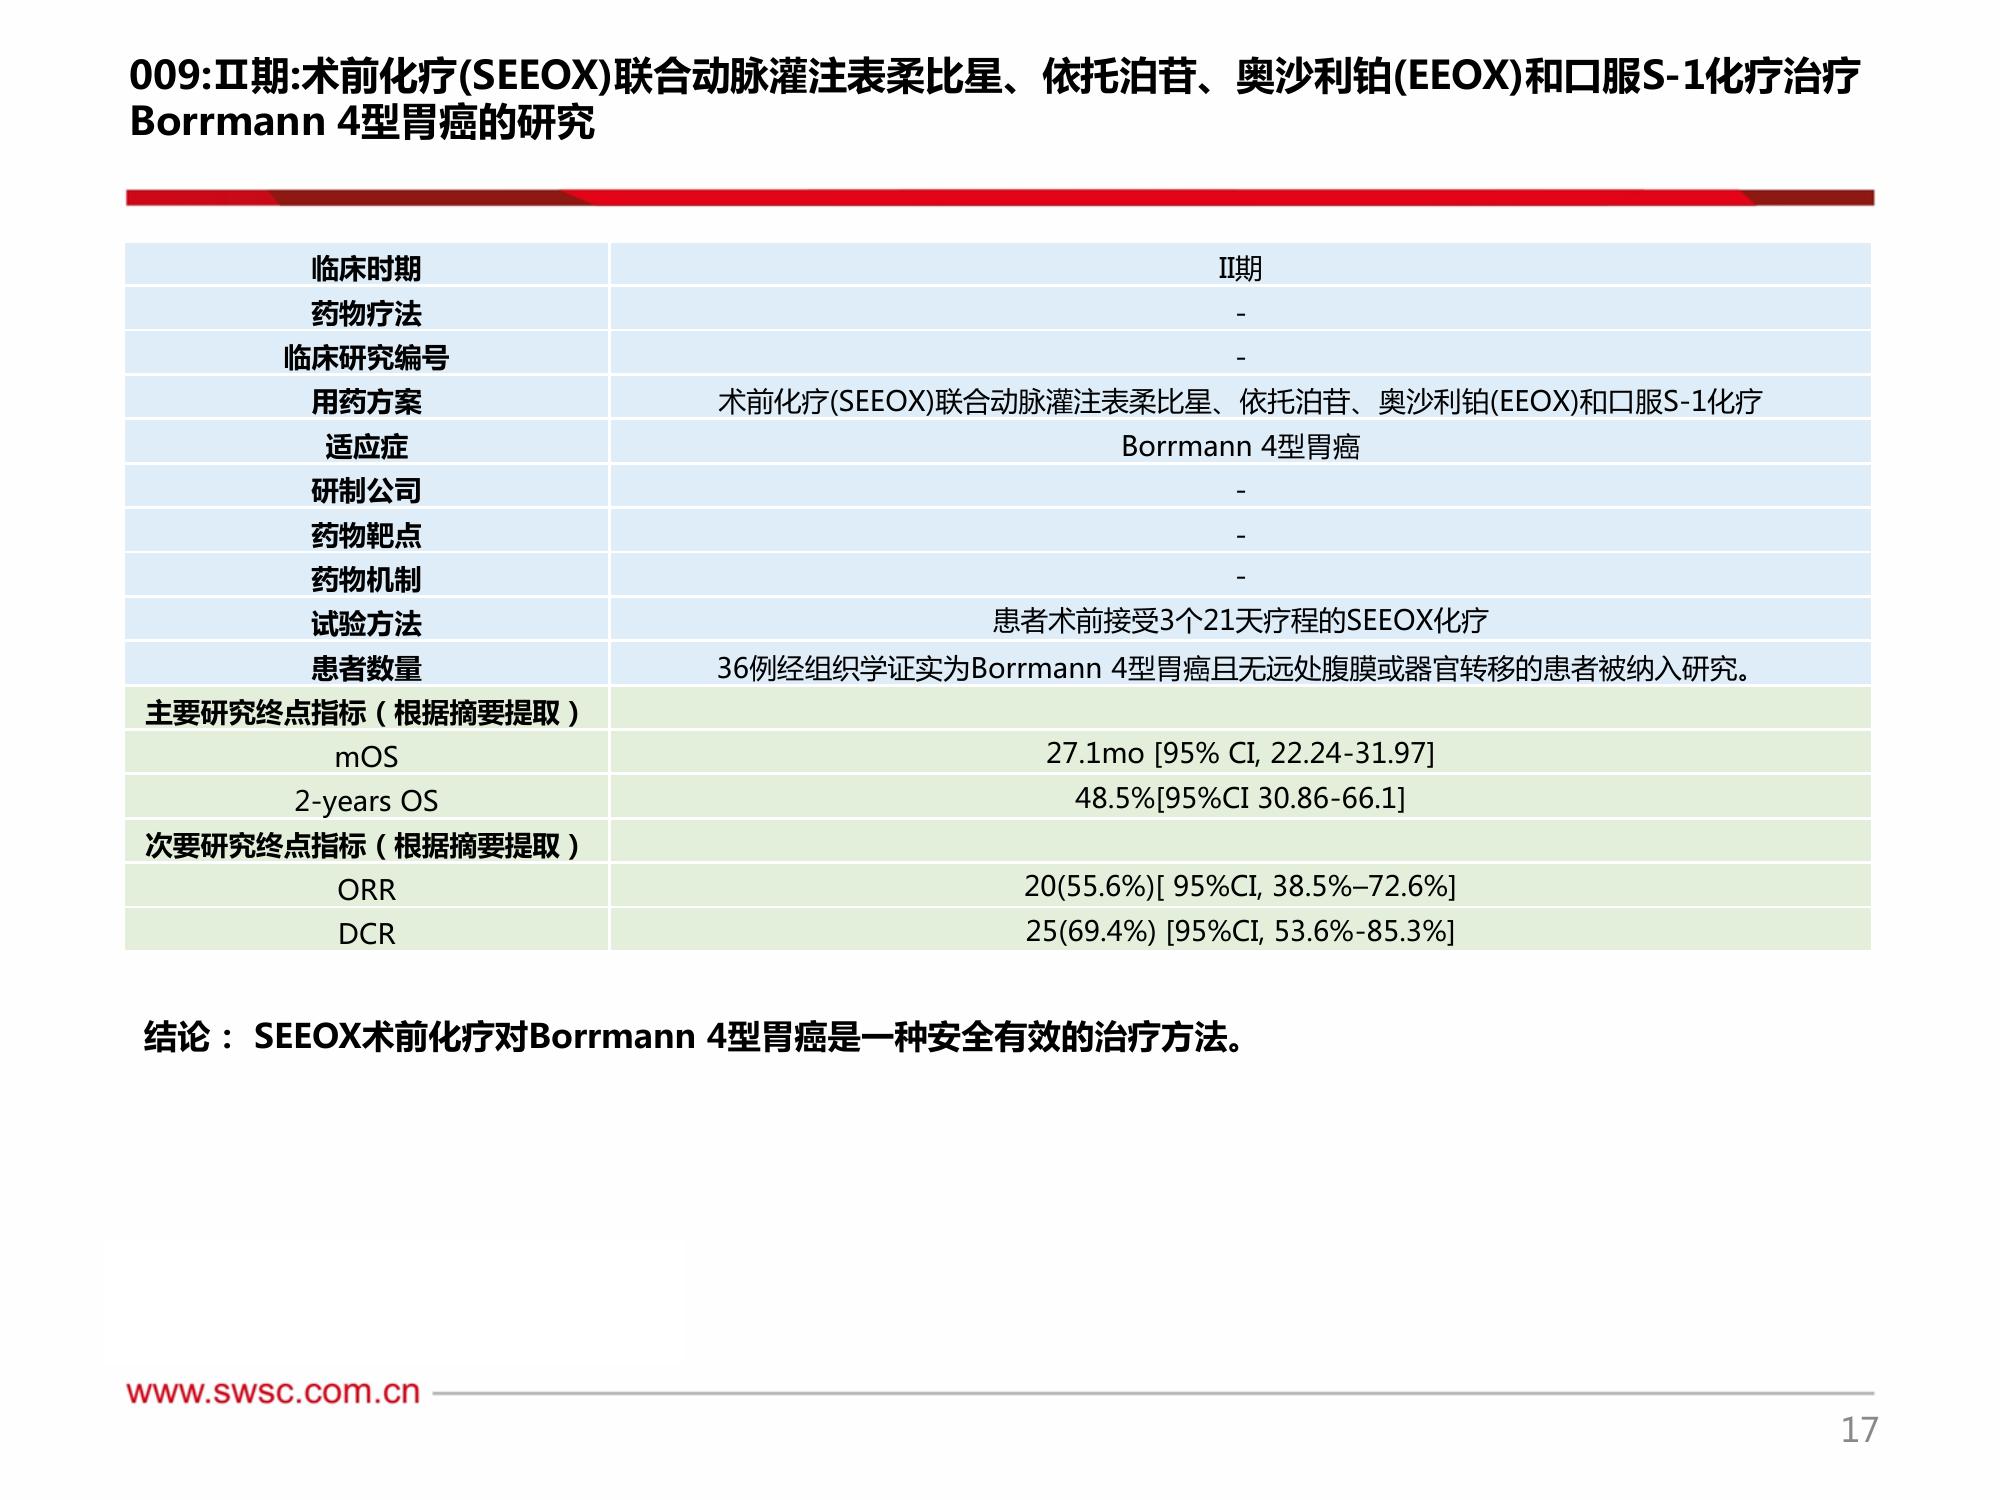 009:Ⅱ期:术前化疗(SEEOX)联合动脉灌注表柔比星、依托泊苷、奥沙利铂(EEOX)和口服S-1化疗治疗
Borrmann 4型胃癌的研究
临床时期 II期
药物疗法 -
临床研究编号 -
用药方案 术前化疗(SEEOX)联合动脉灌注表柔比星、依托泊苷、奥沙利铂(EEOX)和口服S-1化疗
适应症 Borrmann 4型胃癌
研制公司 -
药物靶点 -
药物机制 -
试验方法 患者术前接受3个21天疗程的SEEOX化疗
患者数量 36例经组织学证实为Borrmann 4型胃癌且无远处腹膜或器官转移的患者被纳入研究。
主要研究终点指标（根据摘要提取）
mOS 27.1mo [95% CI, 22.24-31.97]
2-years OS 48.5%[95%CI 30.86-66.1]
次要研究终点指标（根据摘要提取）
ORR 20(55.6%)[ 95%CI, 38.5%–72.6%]
DCR 25(69.4%) [95%CI, 53.6%-85.3%]
结论： SEEOX术前化疗对Borrmann 4型胃癌是一种安全有效的治疗方法。
www.swsc.com.cn
17